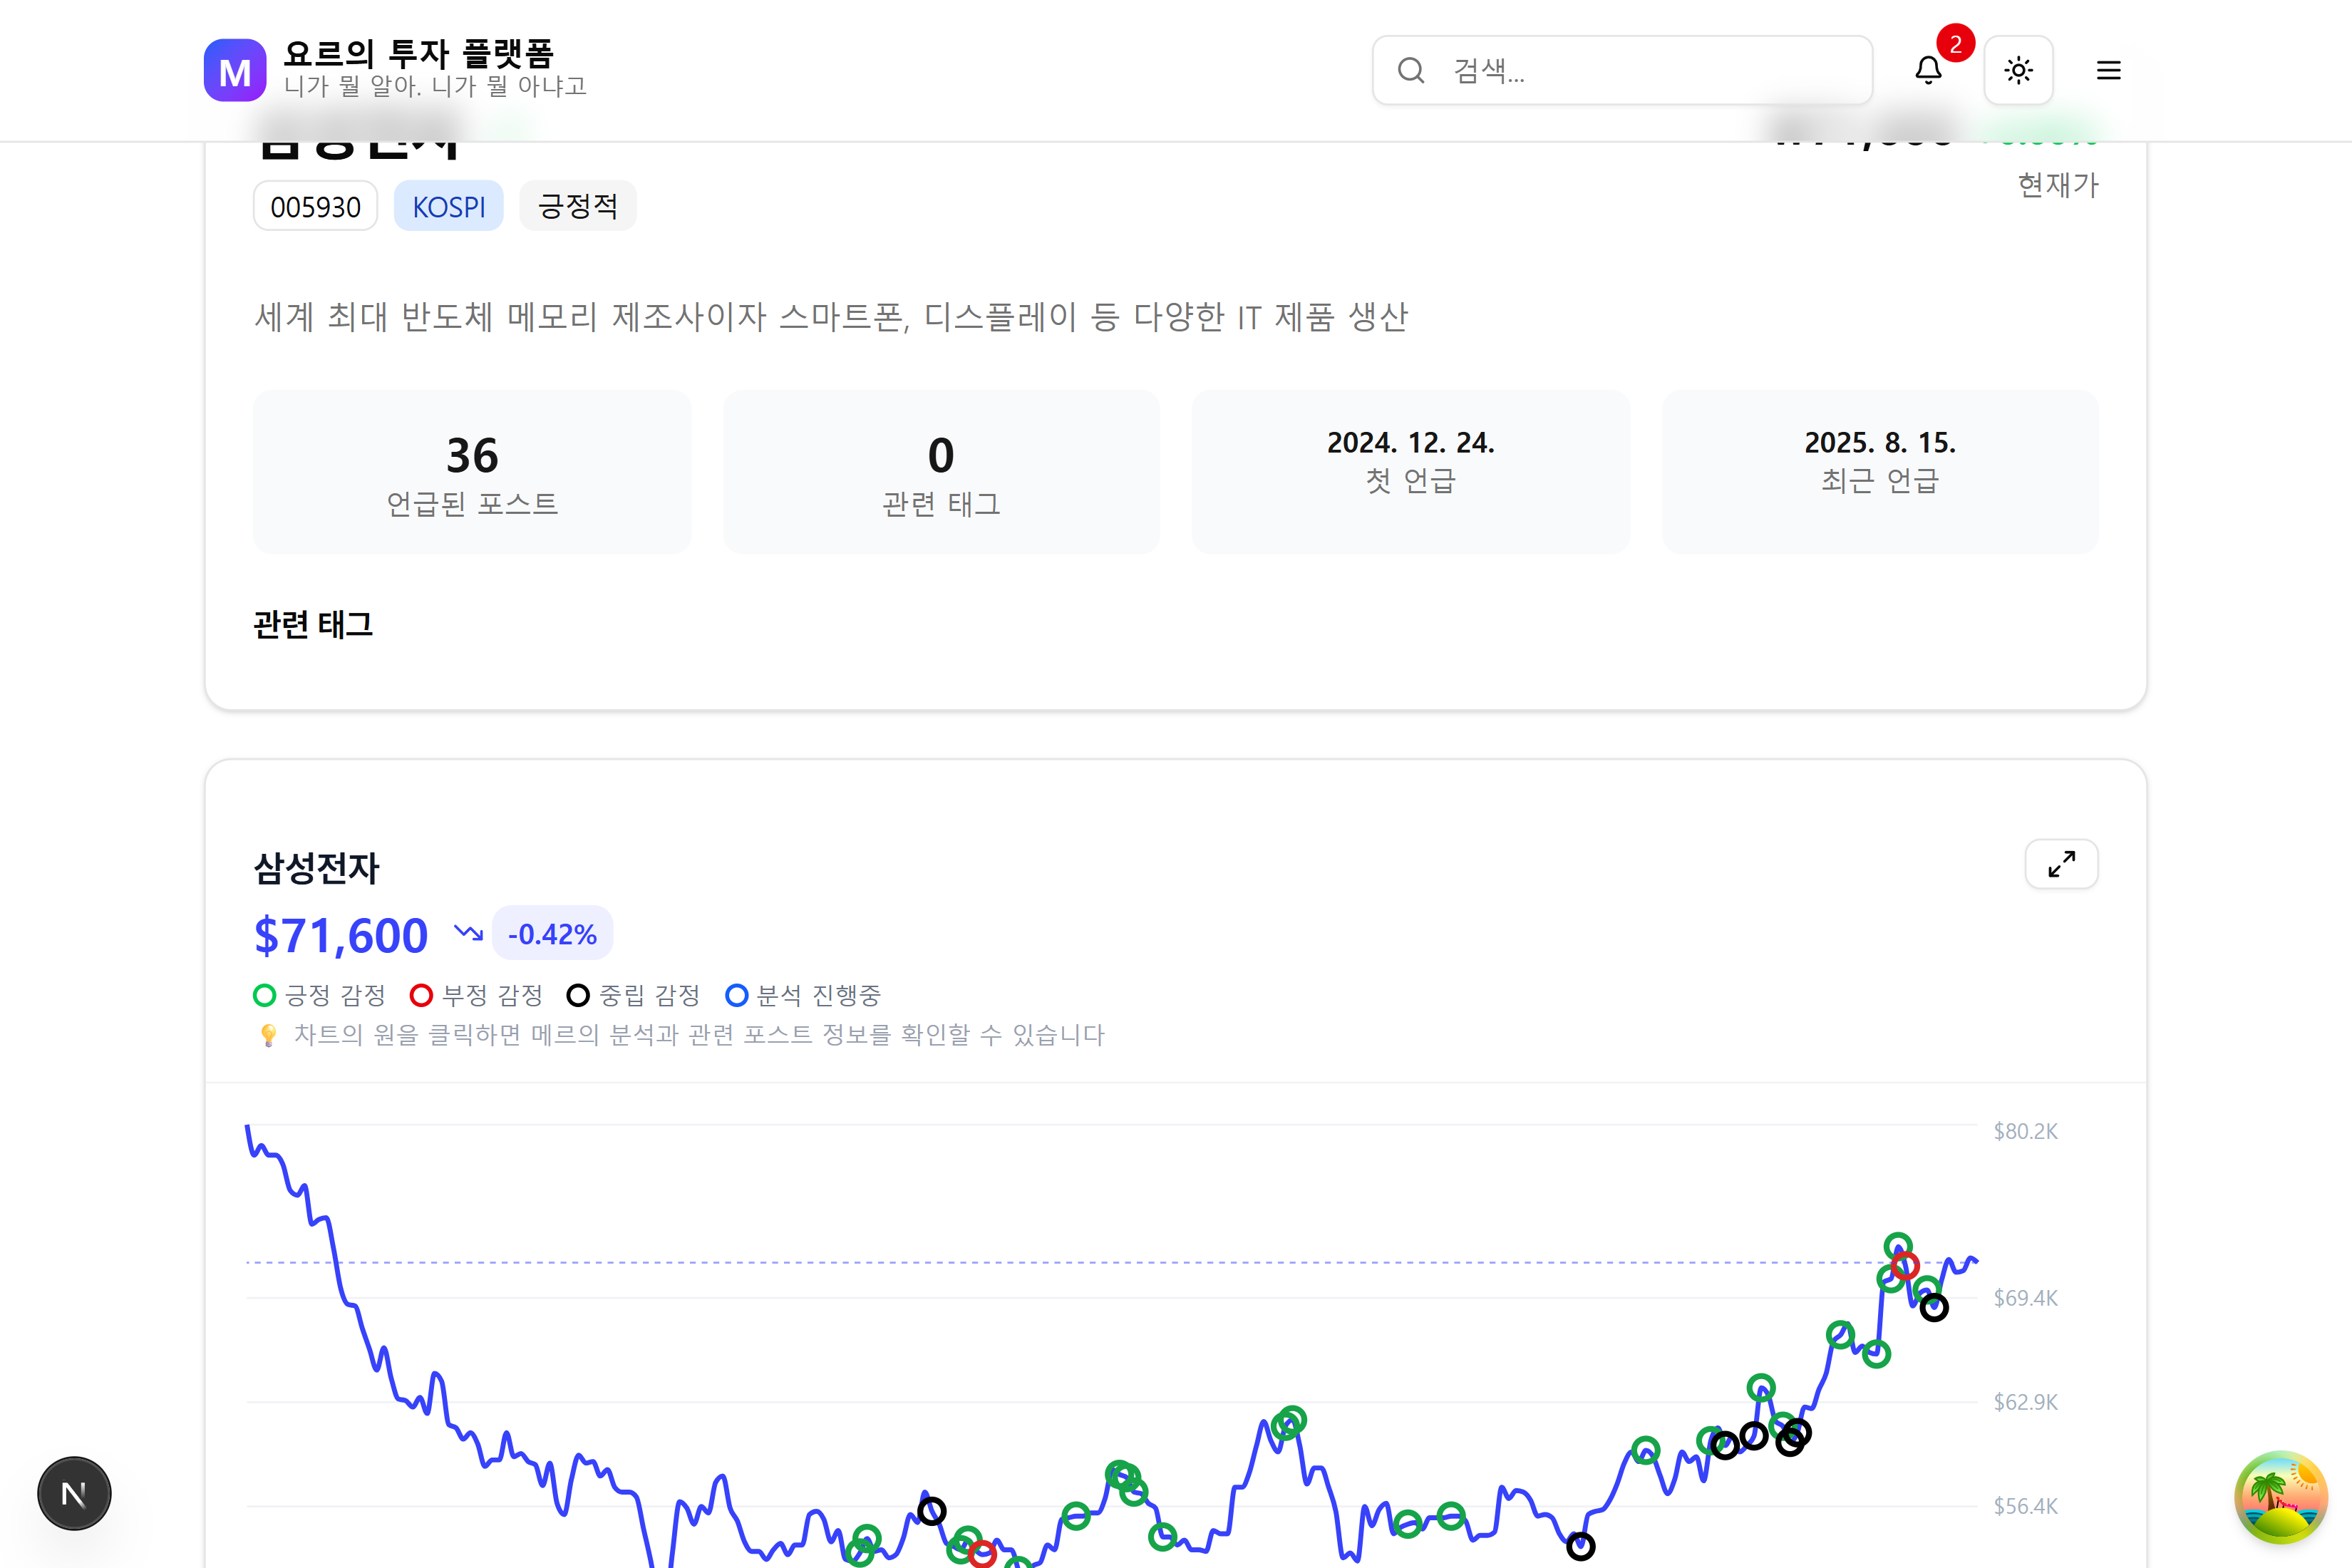 M
요르의 투자 플랫폼
니가 뭘 알아. 니가 뭘 아냐고
검색...
2
005930
KOSPI
긍정적
현재가
세계 최대 반도체 메모리 제조사이자 스마트폰, 디스플레이 등 다양한 IT 제품 생산
36
언급된 포스트
0
관련 태그
2024. 12. 24.
첫 언급
2025. 8. 15.
최근 언급
관련 태그
삼성전자
$71,600
-0.42%
긍정 감정
부정 감정
중립 감정
분석 진행중
차트의 원을 클릭하면 메르의 분석과 관련 포스트 정보를 확인할 수 있습니다
$80.2K
$69.4K
$62.9K
$56.4K
N